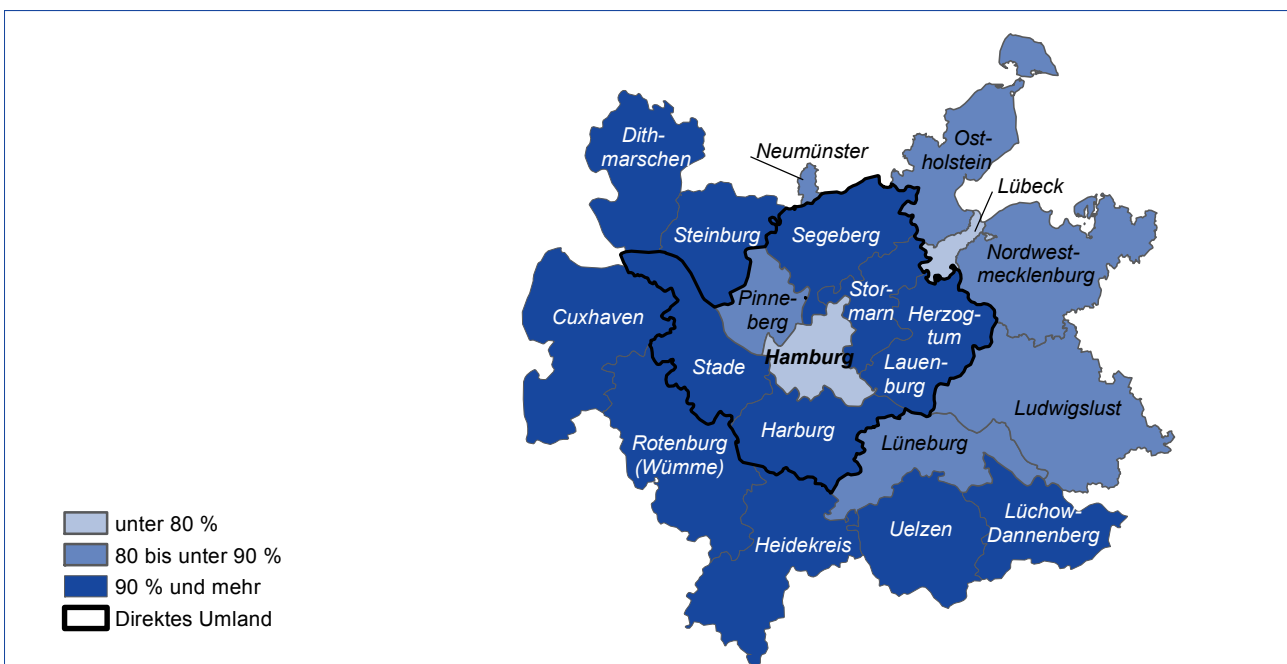 Dith-
marschen
Neumünster
Ost-
holstein
Lübeck
Steinburg
Segeberg
Nordwest-
mecklenburg
Cuxhaven
Pinne-
berg
Stor-
marn
Herzog-
tum
Lauen-
burg
Hamburg
Stade
Ludwigslust
Harburg
Lüneburg
Rotenburg
(Wümme)
Heidekreis
Uelzen
Lüchow-
Dannenberg
unter 80 %
80 bis unter 90 %
90 % und mehr
Direktes Umland